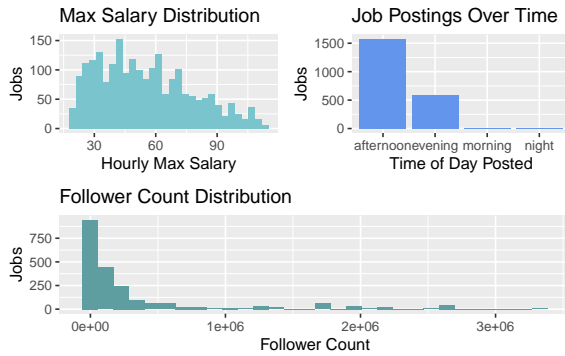 Max Salary Distribution
150
100
50
0
Jobs
30 60 90
Hourly Max Salary
Job Postings Over Time
1500
1000
500
0
Jobs
afternoon evening morning night
Time of Day Posted
Follower Count Distribution
750
500
250
0
Jobs
0e+00 1e+06 2e+06 3e+06
Follower Count